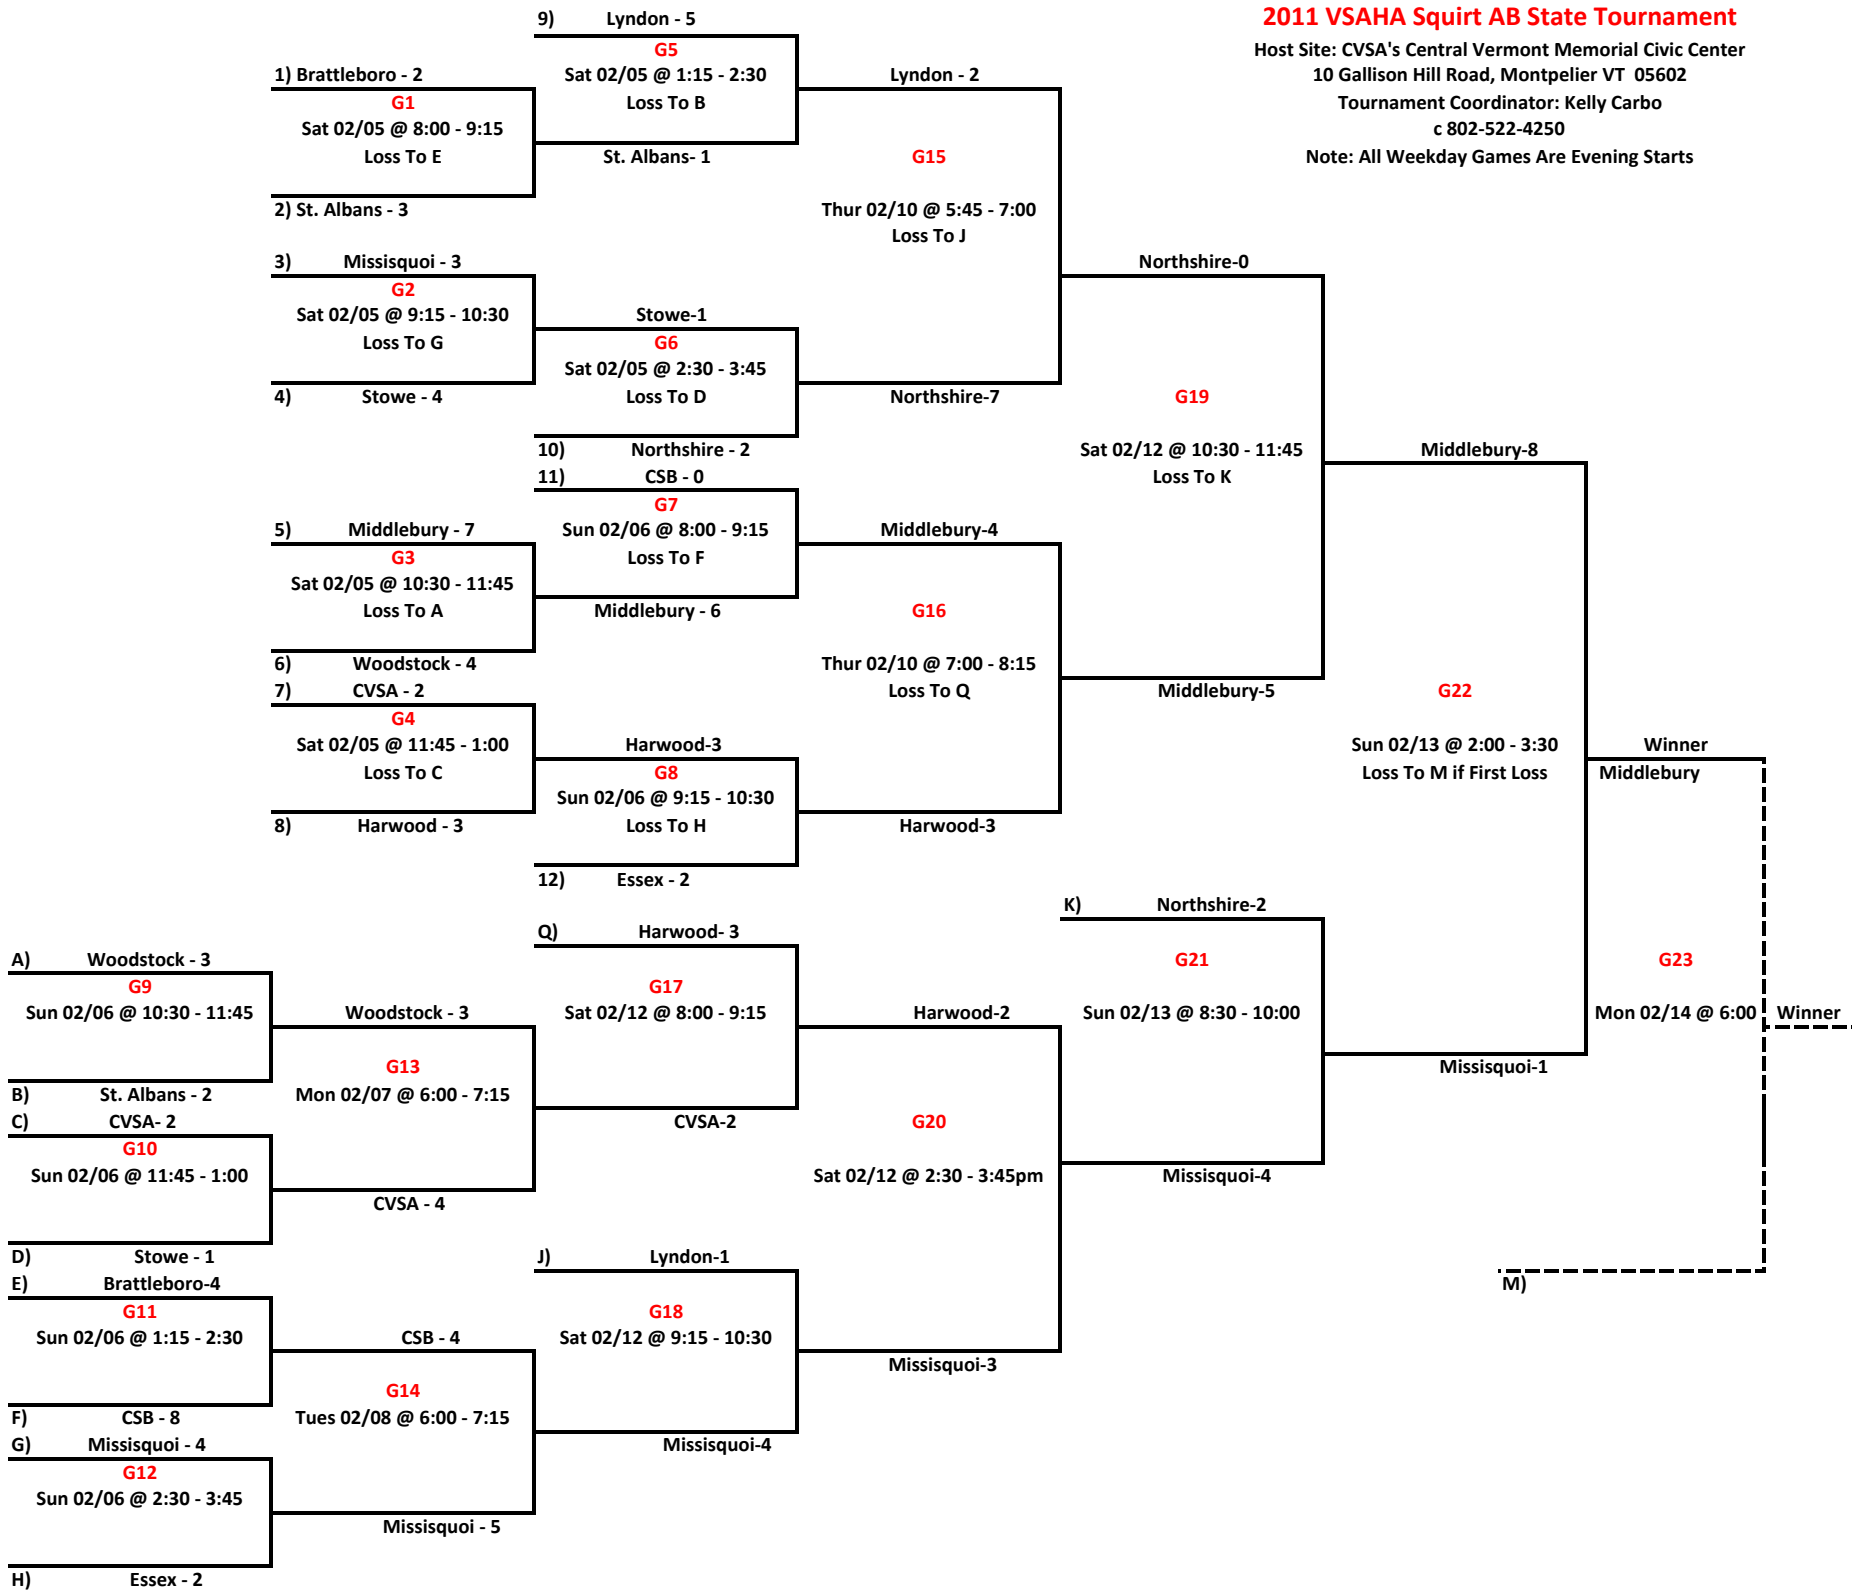 2011 VSAHA Squirt AB State Tournament
Host Site: CVSA's Central Vermont Memorial Civic Center
10 Gallison Hill Road, Montpelier VT  05602
Tournament Coordinator: Kelly Carbo
c 802-522-4250
Note: All Weekday Games Are Evening Starts
1) Brattleboro - 2
G1
Sat 02/05 @ 8:00 - 9:15
Loss To E
2) St. Albans - 3
3) Missisquoi - 3
G2
Sat 02/05 @ 9:15 - 10:30
Loss To G
4) Stowe - 4
5) Middlebury - 7
G3
Sat 02/05 @ 10:30 - 11:45
Loss To A
6) Woodstock - 4
7) CVSA - 2
G4
Sat 02/05 @ 11:45 - 1:00
Loss To C
8) Harwood - 3
9) Lyndon - 5
G5
Sat 02/05 @ 1:15 - 2:30
Loss To B
St. Albans- 1
Stowe-1
G6
Sat 02/05 @ 2:30 - 3:45
Loss To D
10) Northshire - 2
11) CSB - 0
G7
Sun 02/06 @ 8:00 - 9:15
Loss To F
Middlebury - 6
Harwood-3
G8
Sun 02/06 @ 9:15 - 10:30
Loss To H
12) Essex - 2
Lyndon - 2
G15
Thur 02/10 @ 5:45 - 7:00
Loss To J
Northshire-7
Middlebury-4
G16
Thur 02/10 @ 7:00 - 8:15
Loss To Q
Harwood-3
Northshire-0
G19
Sat 02/12 @ 10:30 - 11:45
Loss To K
Middlebury-5
Middlebury-8
G22
Sun 02/13 @ 2:00 - 3:30
Loss To M if First Loss
Missisquoi-1
Winner
Middlebury
G23
Mon 02/14 @ 6:00
Winner
M)
A) Woodstock - 3
G9
Sun 02/06 @ 10:30 - 11:45
B) St. Albans - 2
C) CVSA- 2
G10
Sun 02/06 @ 11:45 - 1:00
D) Stowe - 1
E) Brattleboro-4
G11
Sun 02/06 @ 1:15 - 2:30
F) CSB - 8
G) Missisquoi - 4
G12
Sun 02/06 @ 2:30 - 3:45
H) Essex - 2
Woodstock - 3
G13
Mon 02/07 @ 6:00 - 7:15
CVSA - 4
CSB - 4
G14
Tues 02/08 @ 6:00 - 7:15
Missisquoi - 5
Q) Harwood- 3
G17
Sat 02/12 @ 8:00 - 9:15
CVSA-2
J) Lyndon-1
G18
Sat 02/12 @ 9:15 - 10:30
Missisquoi-4
Harwood-2
G20
Sat 02/12 @ 2:30 - 3:45pm
Missisquoi-3
K) Northshire-2
G21
Sun 02/13 @ 8:30 - 10:00
Missisquoi-4